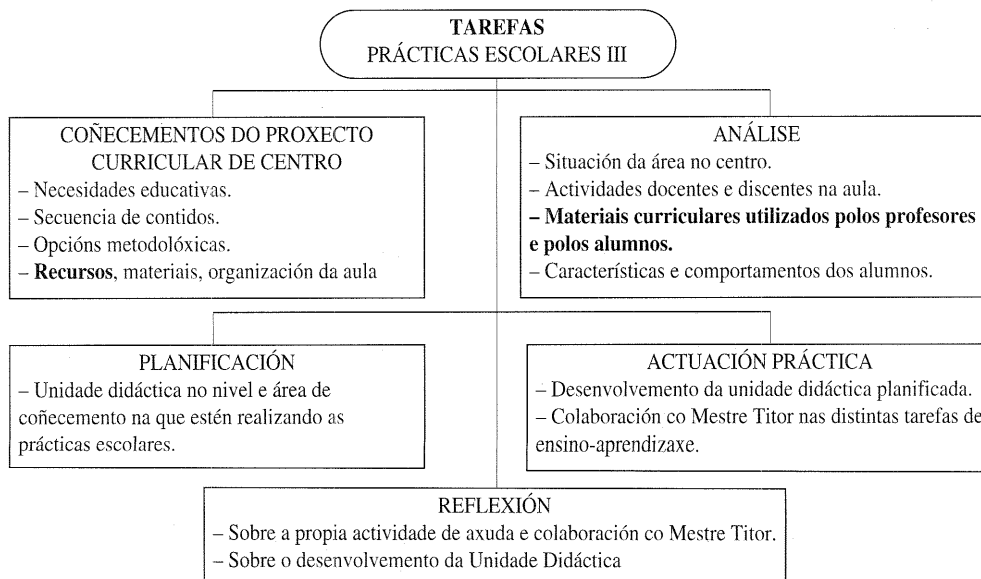 TAREFAS
PRÁCTICAS ESCOLARES III
COÑECEMENTOS DO PROXECTO
CURRICULAR DE CENTRO
– Necesidades educativas.
– Secuencia de contidos.
– Opcións metodolóxicas.
– Recursos, materiais, organización da aula
ANÁLISE
– Situación da área no centro.
– Actividades docentes e discentes na aula.
– Materiais curriculares utilizados polos profesores
e polos alumnos.
– Características e comportamentos dos alumnos.
PLANIFICACIÓN
– Unidade didáctica no nivel e área de
coñecemento na que estén realizando as
prácticas escolares.
ACTUACIÓN PRÁCTICA
– Desenvolvemento da unidade didáctica planificada.
– Colaboración co Mestre Titor nas distintas tarefas de
ensino-aprendizaxe.
REFLEXIÓN
– Sobre a propia actividade de axuda e colaboración co Mestre Titor.
– Sobre o desenvolvemento da Unidade Didáctica